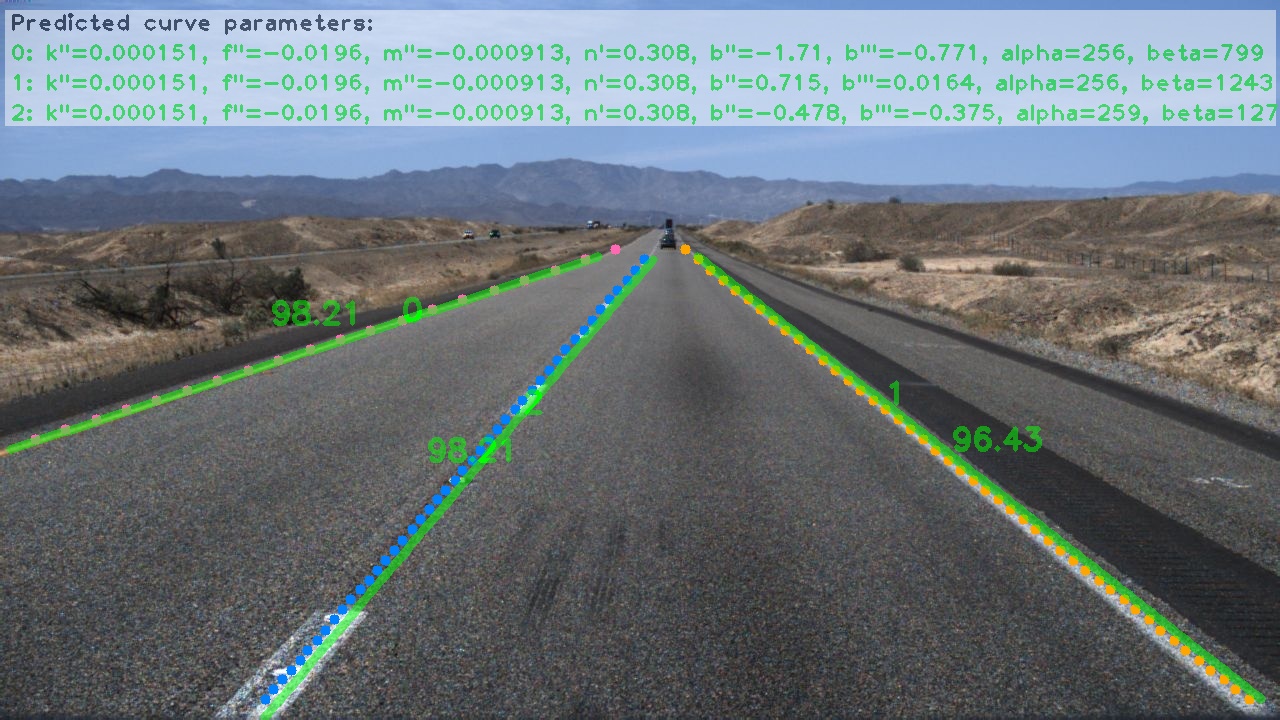 Predicted curve parameters:
0: k"=0.000151, f"=-0.0196, m"=-0.000913, n'=0.308, b"=-1.71, b'''=-0.771, alpha=256, beta=799
1: k"=0.000151, f"=-0.0196, m"=-0.000913, n'=0.308, b"=0.715, b'''=0.0164, alpha=256, beta=1243
2: k"=0.000151, f"=-0.0196, m"=-0.000913, n'=0.308, b"=-0.478, b'''=-0.375, alpha=259, beta=127
98.21 0
1
2
98.21 96.43